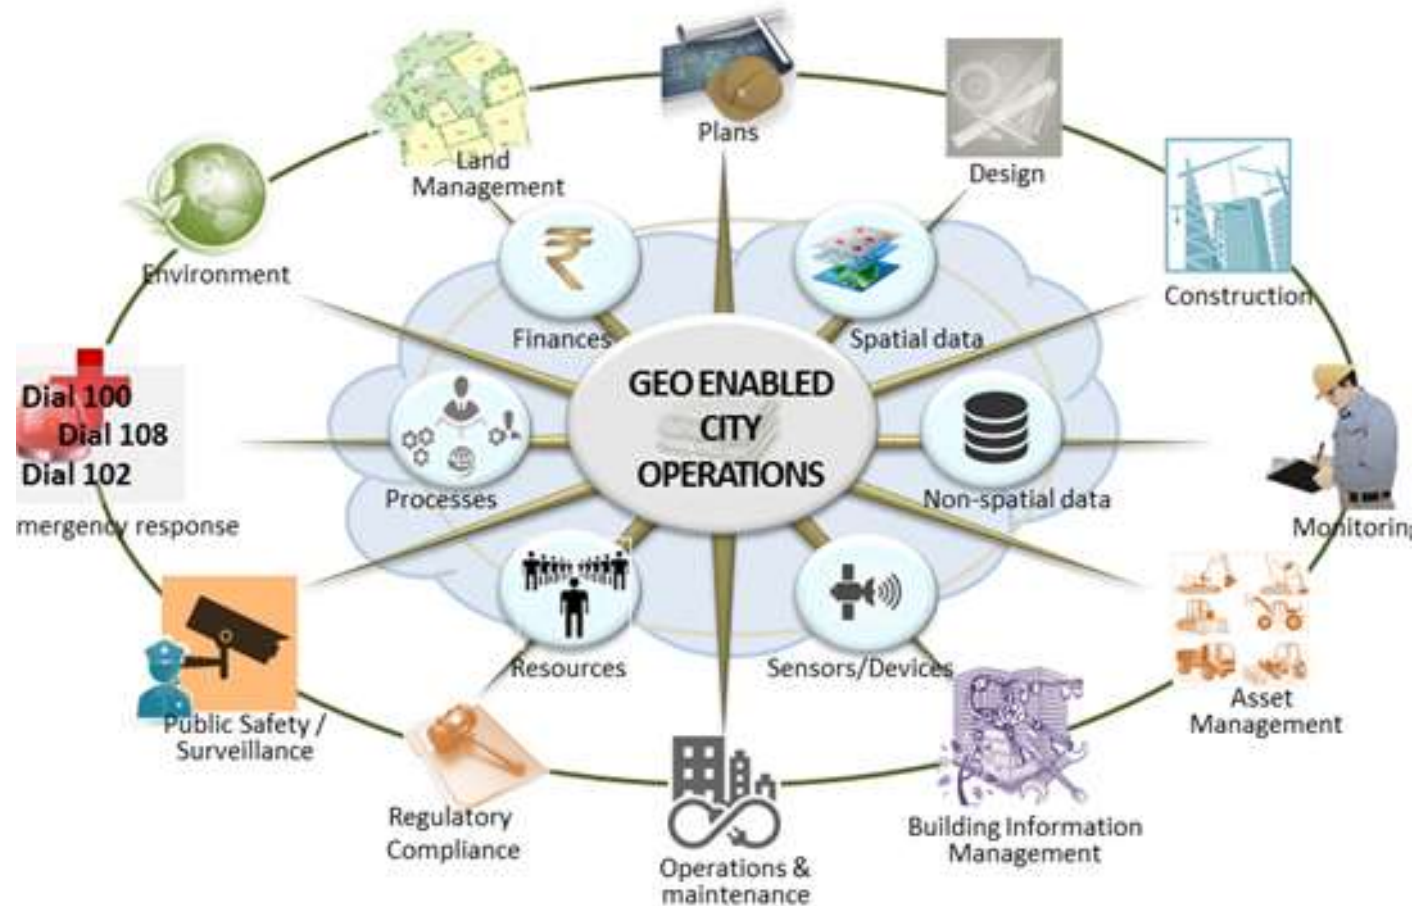 Plans
Land
Management
Design
Environment
Construction
Finances
Spatial data
GEO ENABLED
CITY
OPERATIONS
Dial 100
Dial 108
Dial 102
mergency response
Processes
Non-spatial data
Monitoring
Resources
Sensors/Devices
Public Safety /
Surveillance
Asset
Management
Regulatory
Compliance
Building Information
Management
Operations &
maintenance